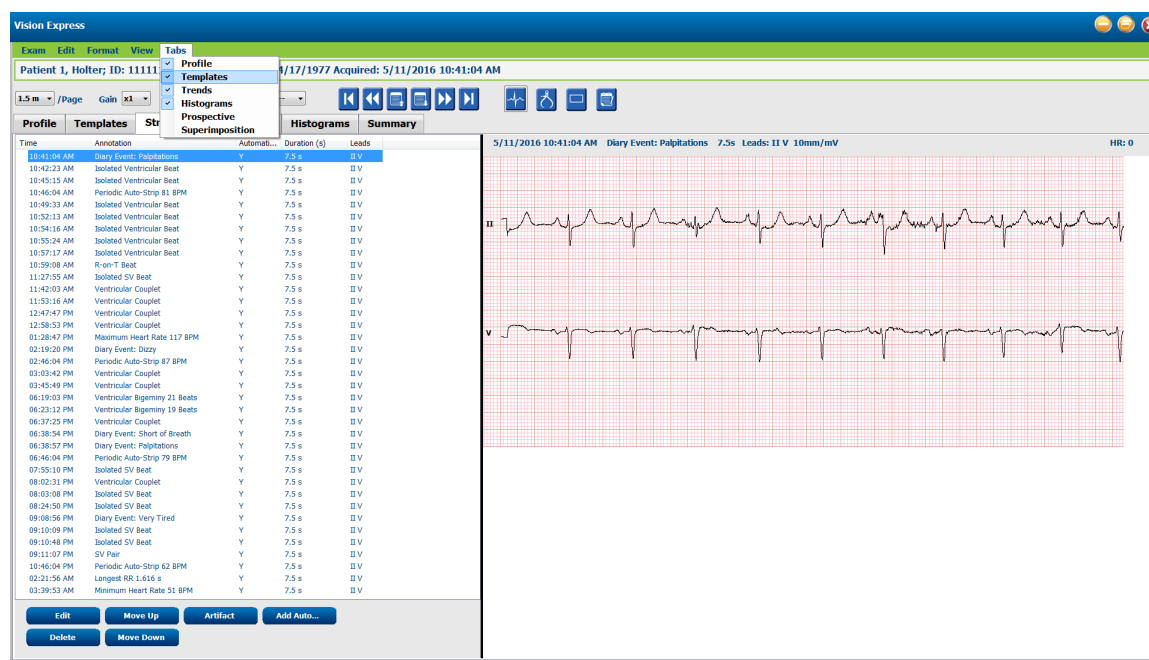 Vision Express
Exam Edit Format View Tabs
Patient 1, Holter; ID: 11111 4/17/1977 Acquired: 5/11/2016 10:41:04 AM
Profile
Templates
Trends
Histograms
Prospective
Superimposition
1.5 m /Page Gain x1
Profile Templates Histograms Summary
Time Annotation Automati... Duration (s) Leads
10:41:04 AM Diary Event: Palpitations Y 7.5 s II V
10:42:23 AM Isolated Ventricular Beat Y 7.5 s II V
10:45:15 AM Isolated Ventricular Beat Y 7.5 s II V
10:46:04 AM Periodic Auto-Strip 81 BPM Y 7.5 s II V
10:49:33 AM Isolated Ventricular Beat Y 7.5 s II V
10:52:13 AM Isolated Ventricular Beat Y 7.5 s II V
10:54:16 AM Isolated Ventricular Beat Y 7.5 s II V
10:55:24 AM Isolated Ventricular Beat Y 7.5 s II V
10:57:17 AM Isolated Ventricular Beat Y 7.5 s II V
10:59:08 AM R-on-T Beat Y 7.5 s II V
11:27:55 AM Isolated SV Beat Y 7.5 s II V
11:42:03 AM Ventricular Couplet Y 7.5 s II V
11:53:16 AM Ventricular Couplet Y 7.5 s II V
12:47:47 PM Ventricular Couplet Y 7.5 s II V
12:58:53 PM Ventricular Couplet Y 7.5 s II V
01:28:47 PM Maximum Heart Rate 117 BPM Y 7.5 s II V
02:19:20 PM Diary Event: Dizzy Y 7.5 s II V
02:46:04 PM Periodic Auto-Strip 87 BPM Y 7.5 s II V
03:03:42 PM Ventricular Couplet Y 7.5 s II V
03:45:49 PM Ventricular Couplet Y 7.5 s II V
06:19:03 PM Ventricular Bigeminy 21 Beats Y 7.5 s II V
06:23:12 PM Ventricular Bigeminy 19 Beats Y 7.5 s II V
06:37:25 PM Ventricular Couplet Y 7.5 s II V
06:38:54 PM Diary Event: Short of Breath Y 7.5 s II V
06:38:57 PM Diary Event: Palpitations Y 7.5 s II V
06:46:04 PM Periodic Auto-Strip 79 BPM Y 7.5 s II V
07:55:10 PM Isolated SV Beat Y 7.5 s II V
08:02:31 PM Ventricular Couplet Y 7.5 s II V
08:03:08 PM Isolated SV Beat Y 7.5 s II V
08:24:50 PM Isolated SV Beat Y 7.5 s II V
09:08:56 PM Diary Event: Very Tired Y 7.5 s II V
09:10:09 PM Isolated SV Beat Y 7.5 s II V
09:10:48 PM Isolated SV Beat Y 7.5 s II V
09:11:07 PM SV Pair Y 7.5 s II V
10:46:04 PM Periodic Auto-Strip 62 BPM Y 7.5 s II V
02:21:56 AM Longest RR 1.616 s Y 7.5 s II V
03:39:53 AM Minimum Heart Rate 51 BPM Y 7.5 s II V
Edit Move Up Artifact Add Auto...
Delete Move Down
5/11/2016 10:41:04 AM Diary Event: Palpitations 7.5s Leads: II V 10mm/mV HR: 0
II
V